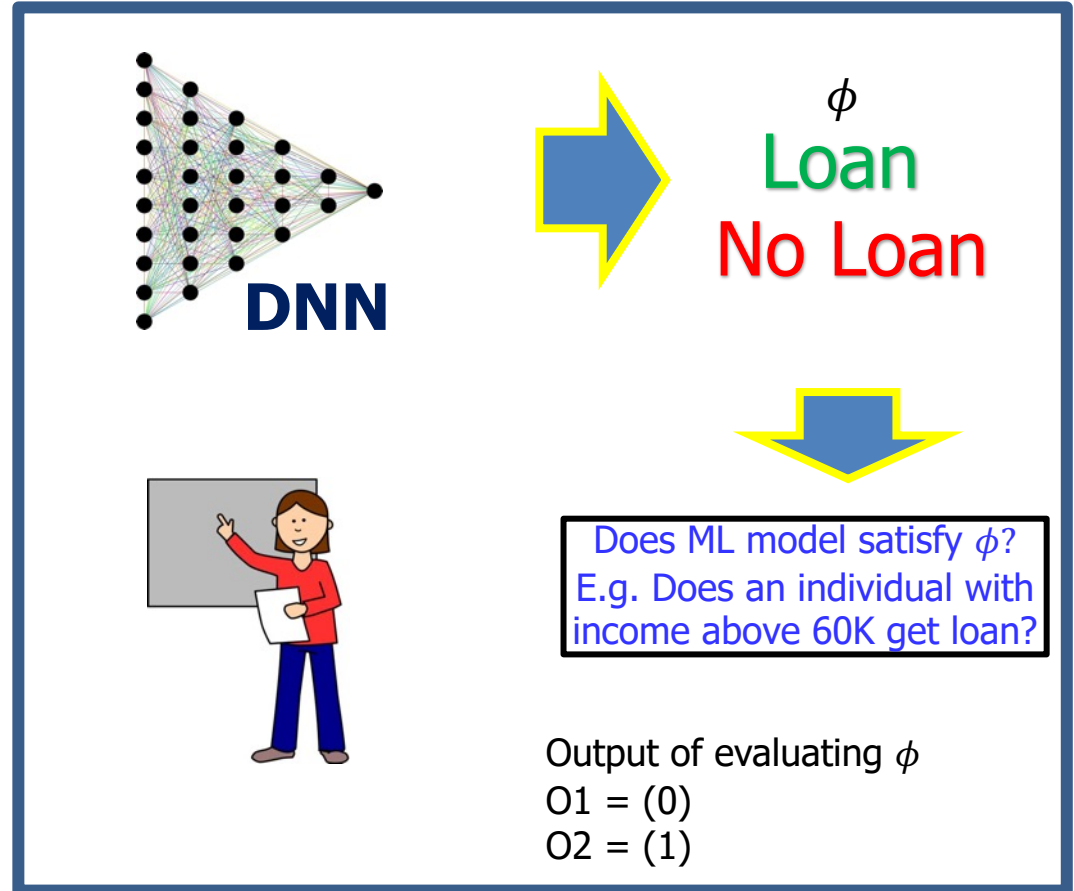 DNN
ϕ
Loan
No Loan
Does ML model satisfy ϕ?
E.g. Does an individual with
income above 60K get loan?
Output of evaluating ϕ
O1 = (0)
O2 = (1)